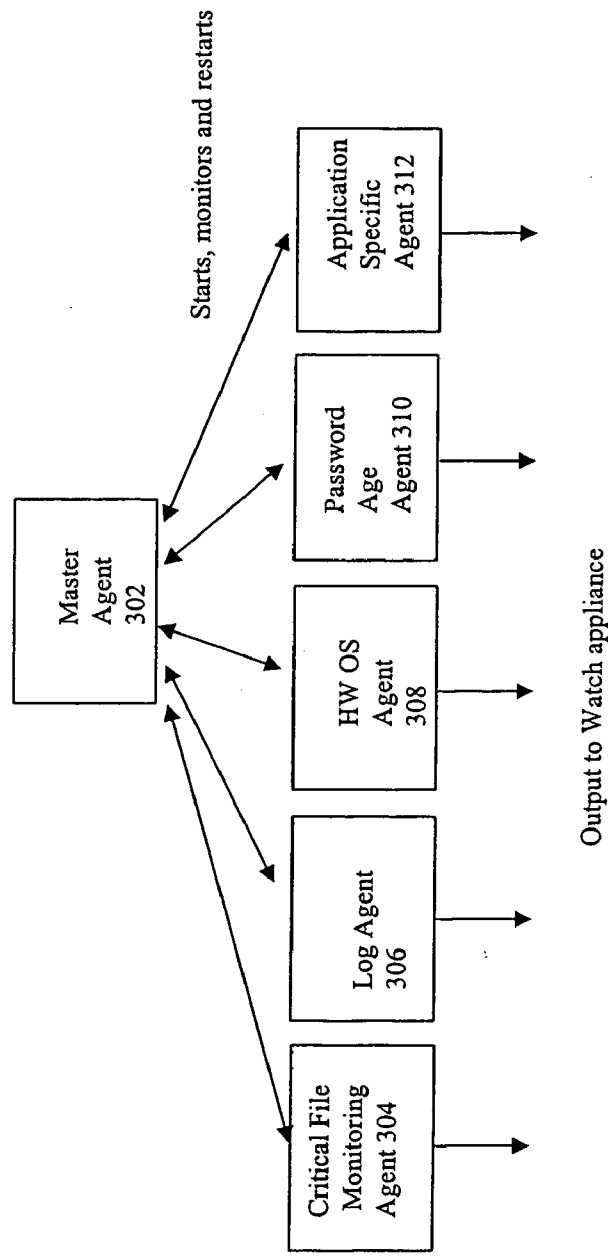 Master
Agent
302
Starts, monitors and restarts
Critical File
Monitoring
Agent 304
Log Agent
306
HW OS
Agent
308
Password
Age
Agent 310
Application
Specific
Agent 312
Output to Watch appliance